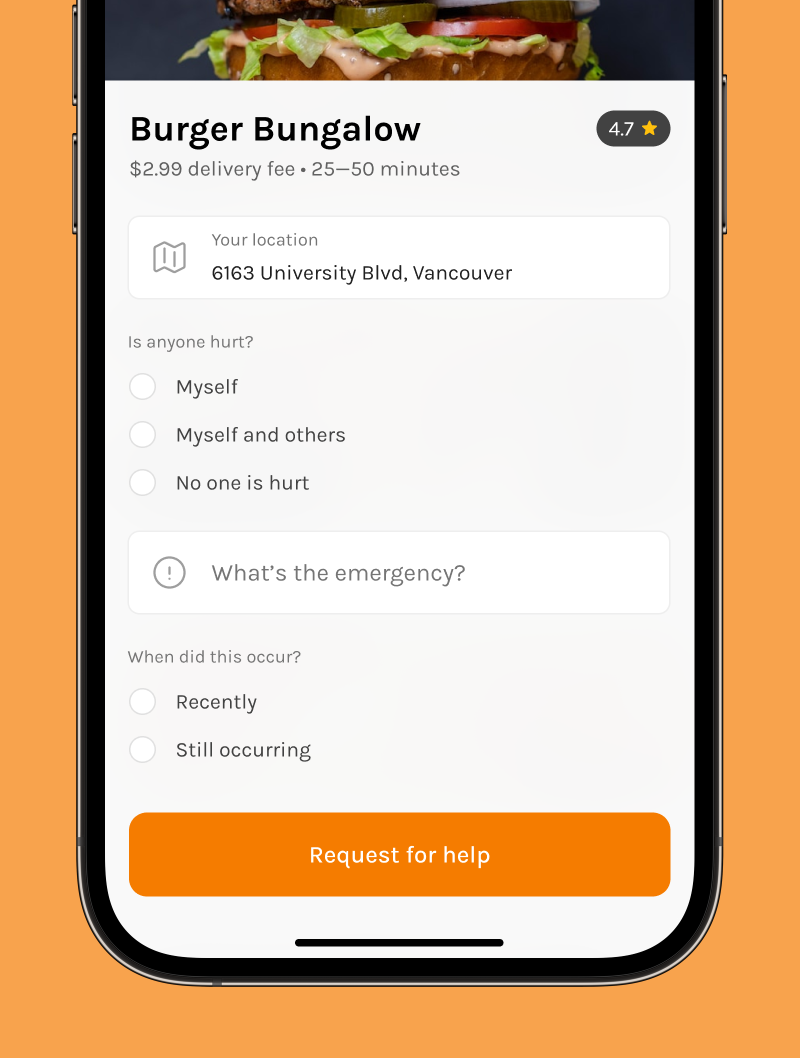 Burger Bungalow
4.7
$2.99 delivery fee • 25—50 minutes
Your location
6163 University Blvd, Vancouver
Is anyone hurt?
Myself
Myself and others
No one is hurt
What’s the emergency?
When did this occur?
Recently
Still occurring
Request for help